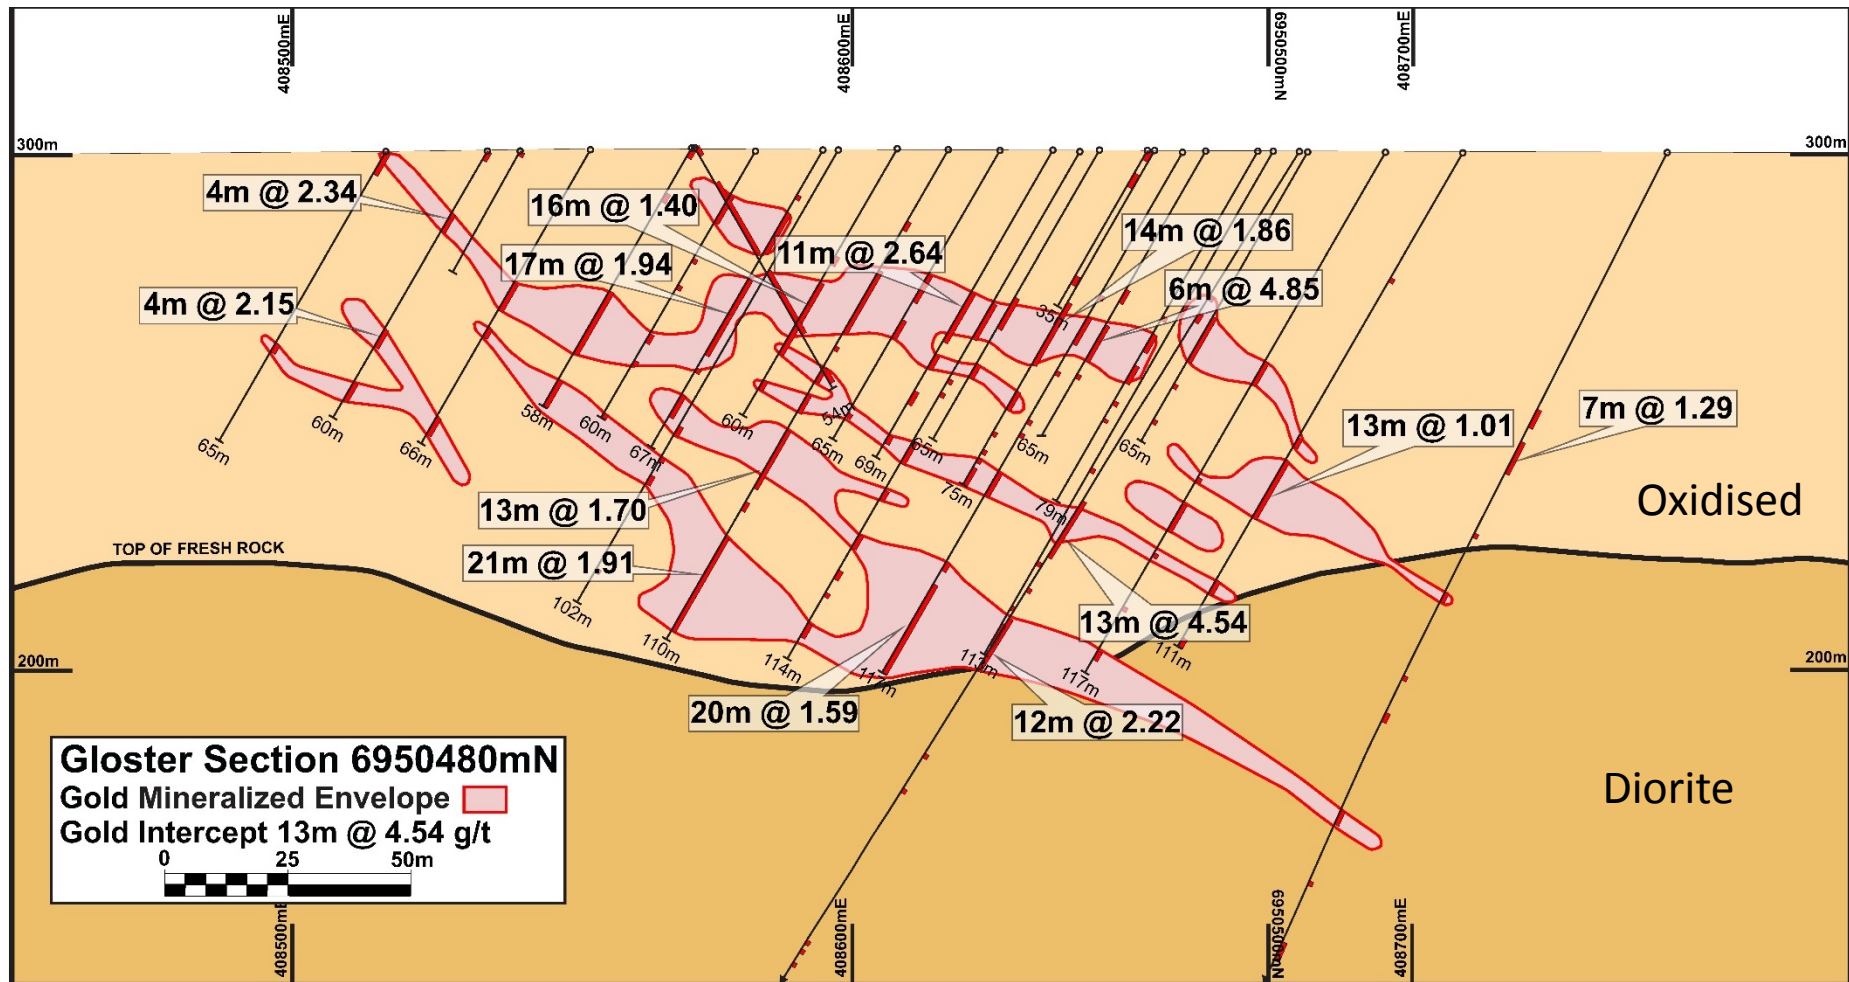 408500mE
408600mE
6950500mN
408700mE
300m
300m
4m @ 2.34
16m @ 1.40
14m @ 1.86
11m @ 2.64
17m @ 1.94
6m @ 4.85
4m @ 2.15
35m
7m @ 1.29
13m @ 1.01
54m
58m
60m
60m
60m
65m
60m
66m
67m
65m
69m
65m
65m
65m
75m
79m
13m @ 1.70
Oxidised
TOP OF FRESH ROCK
21m @ 1.91
102m
13m @ 4.54
110m
114m
117m
113m
117m
111m
200m
200m
20m @ 1.59
12m @ 2.22
Diorite
Gloster Section 6950480mN
Gold Mineralized Envelope
Gold Intercept 13m @ 4.54 g/t
0 25 50m
408500mE
408600mE
6950500mN
408700mE